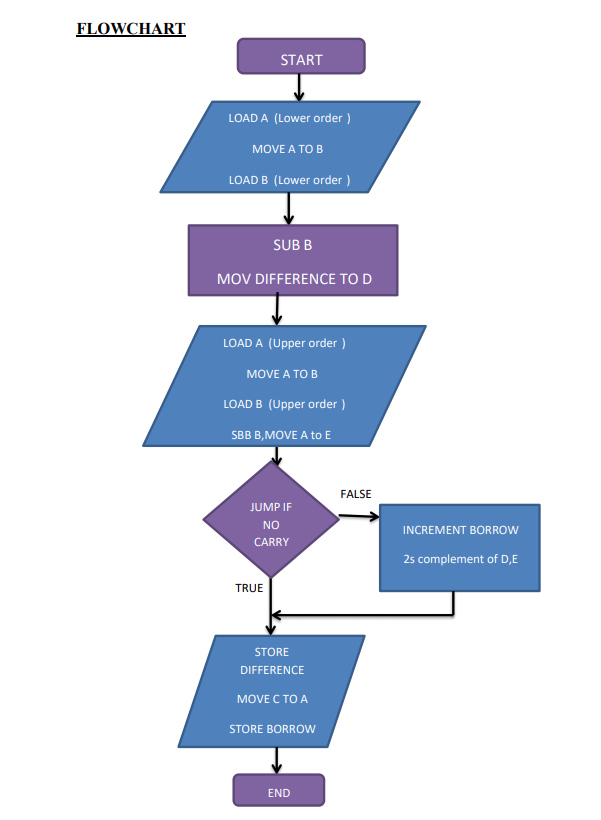 FLOWCHART
START
LOAD A (Lower order )
MOVE A TO B
LOAD B (Lower order )
SUB B
MOV DIFFERENCE TO D
LOAD A (Upper order )
MOVE A TO B
LOAD B (Upper order )
SBB B,MOVE A to E
JUMP IF
NO
CARRY
FALSE
INCREMENT BORROW
2s complement of D,E
TRUE
STORE
DIFFERENCE
MOVE C TO A
STORE BORROW
END